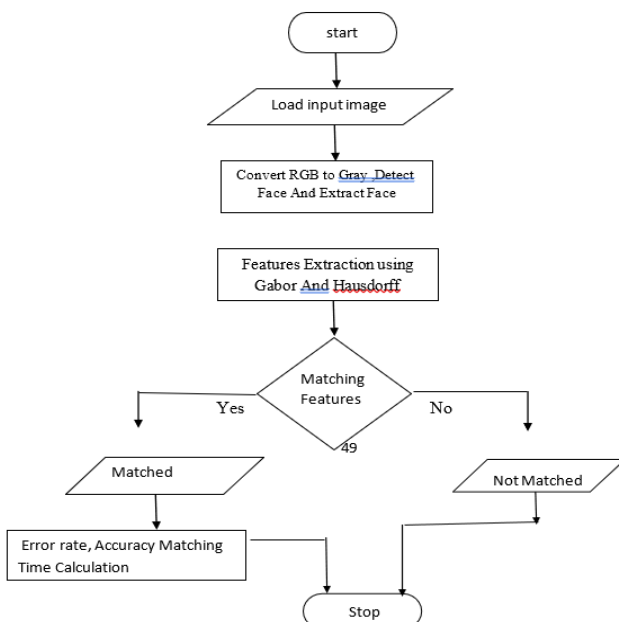 start
Load input image
Convert RGB to Gray ,Detect
Face And Extract Face
Features Extraction using
Gabor And Hausdorff
Matching
Features
Yes
No
49
Matched
Not Matched
Error rate, Accuracy Matching
Time Calculation
Stop